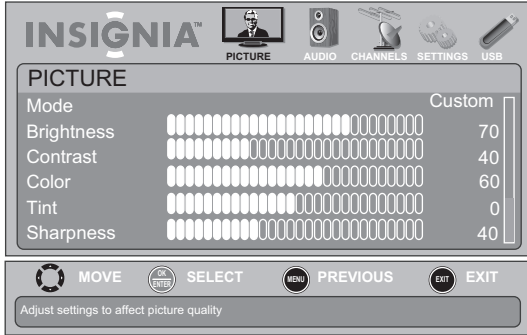 INSIGNIA™
PICTURE AUDIO CHANNELS SETTINGS USB
PICTURE
Mode Custom
Brightness 70
Contrast 40
Color 60
Tint 0
Sharpness 40
MOVE OK ENTER SELECT MENU PREVIOUS EXIT EXIT
Adjust settings to affect picture quality